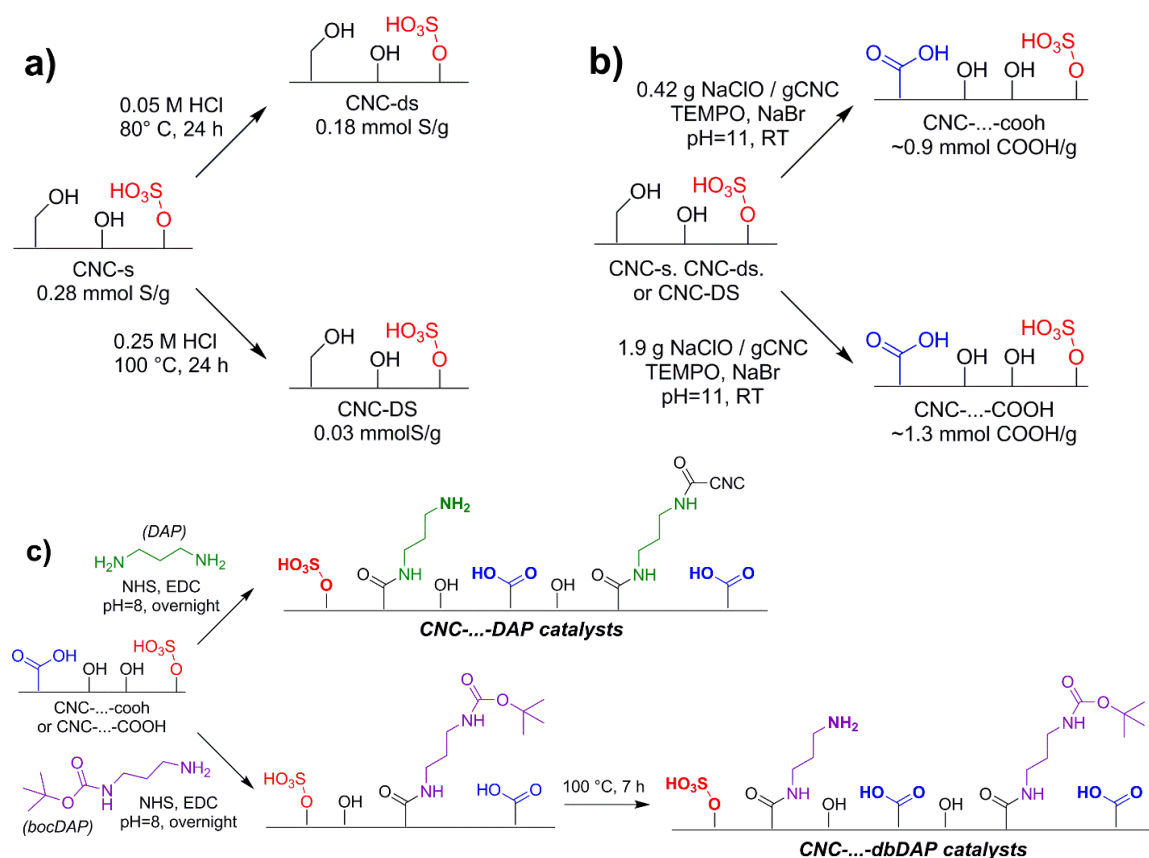 a)
OH
OH
HO3S
O
CNC-ds
0.18 mmol S/g
0.05 M HCl
80° C, 24 h
OH
OH
HO3S
O
CNC-s
0.28 mmol S/g
0.25 M HCl
100 °C, 24 h
OH
OH
HO3S
O
CNC-DS
0.03 mmolS/g
b)
0.42 g NaClO / gCNC
TEMPO, NaBr
pH=11, RT
O
OH
OH
OH
HO3S
O
CNC-...-cooh
~0.9 mmol COOH/g
OH
OH
HO3S
O
CNC-s. CNC-ds.
or CNC-DS
1.9 g NaClO / gCNC
TEMPO, NaBr
pH=11, RT
O
OH
OH
OH
HO3S
O
CNC-...-COOH
~1.3 mmol COOH/g
c)
(DAP)
H2N
NH2
NHS, EDC
pH=8, overnight
HO3S
O
O
NH
NH2
OH
HO
O
OH
O
NH
NH
O
CNC
HO
O
CNC-...-DAP catalysts
O
OH
OH
OH
HO3S
O
CNC-...-cooh
or CNC-...-COOH
O
O
N
H
NH2
(bocDAP)
NHS, EDC
pH=8, overnight
HO3S
O
OH
O
NH
NH
O
O
HO
O
100 °C, 7 h
HO3S
O
O
NH
NH2
OH
HO
O
OH
O
NH
NH
O
O
HO
O
CNC-...-dbDAP catalysts